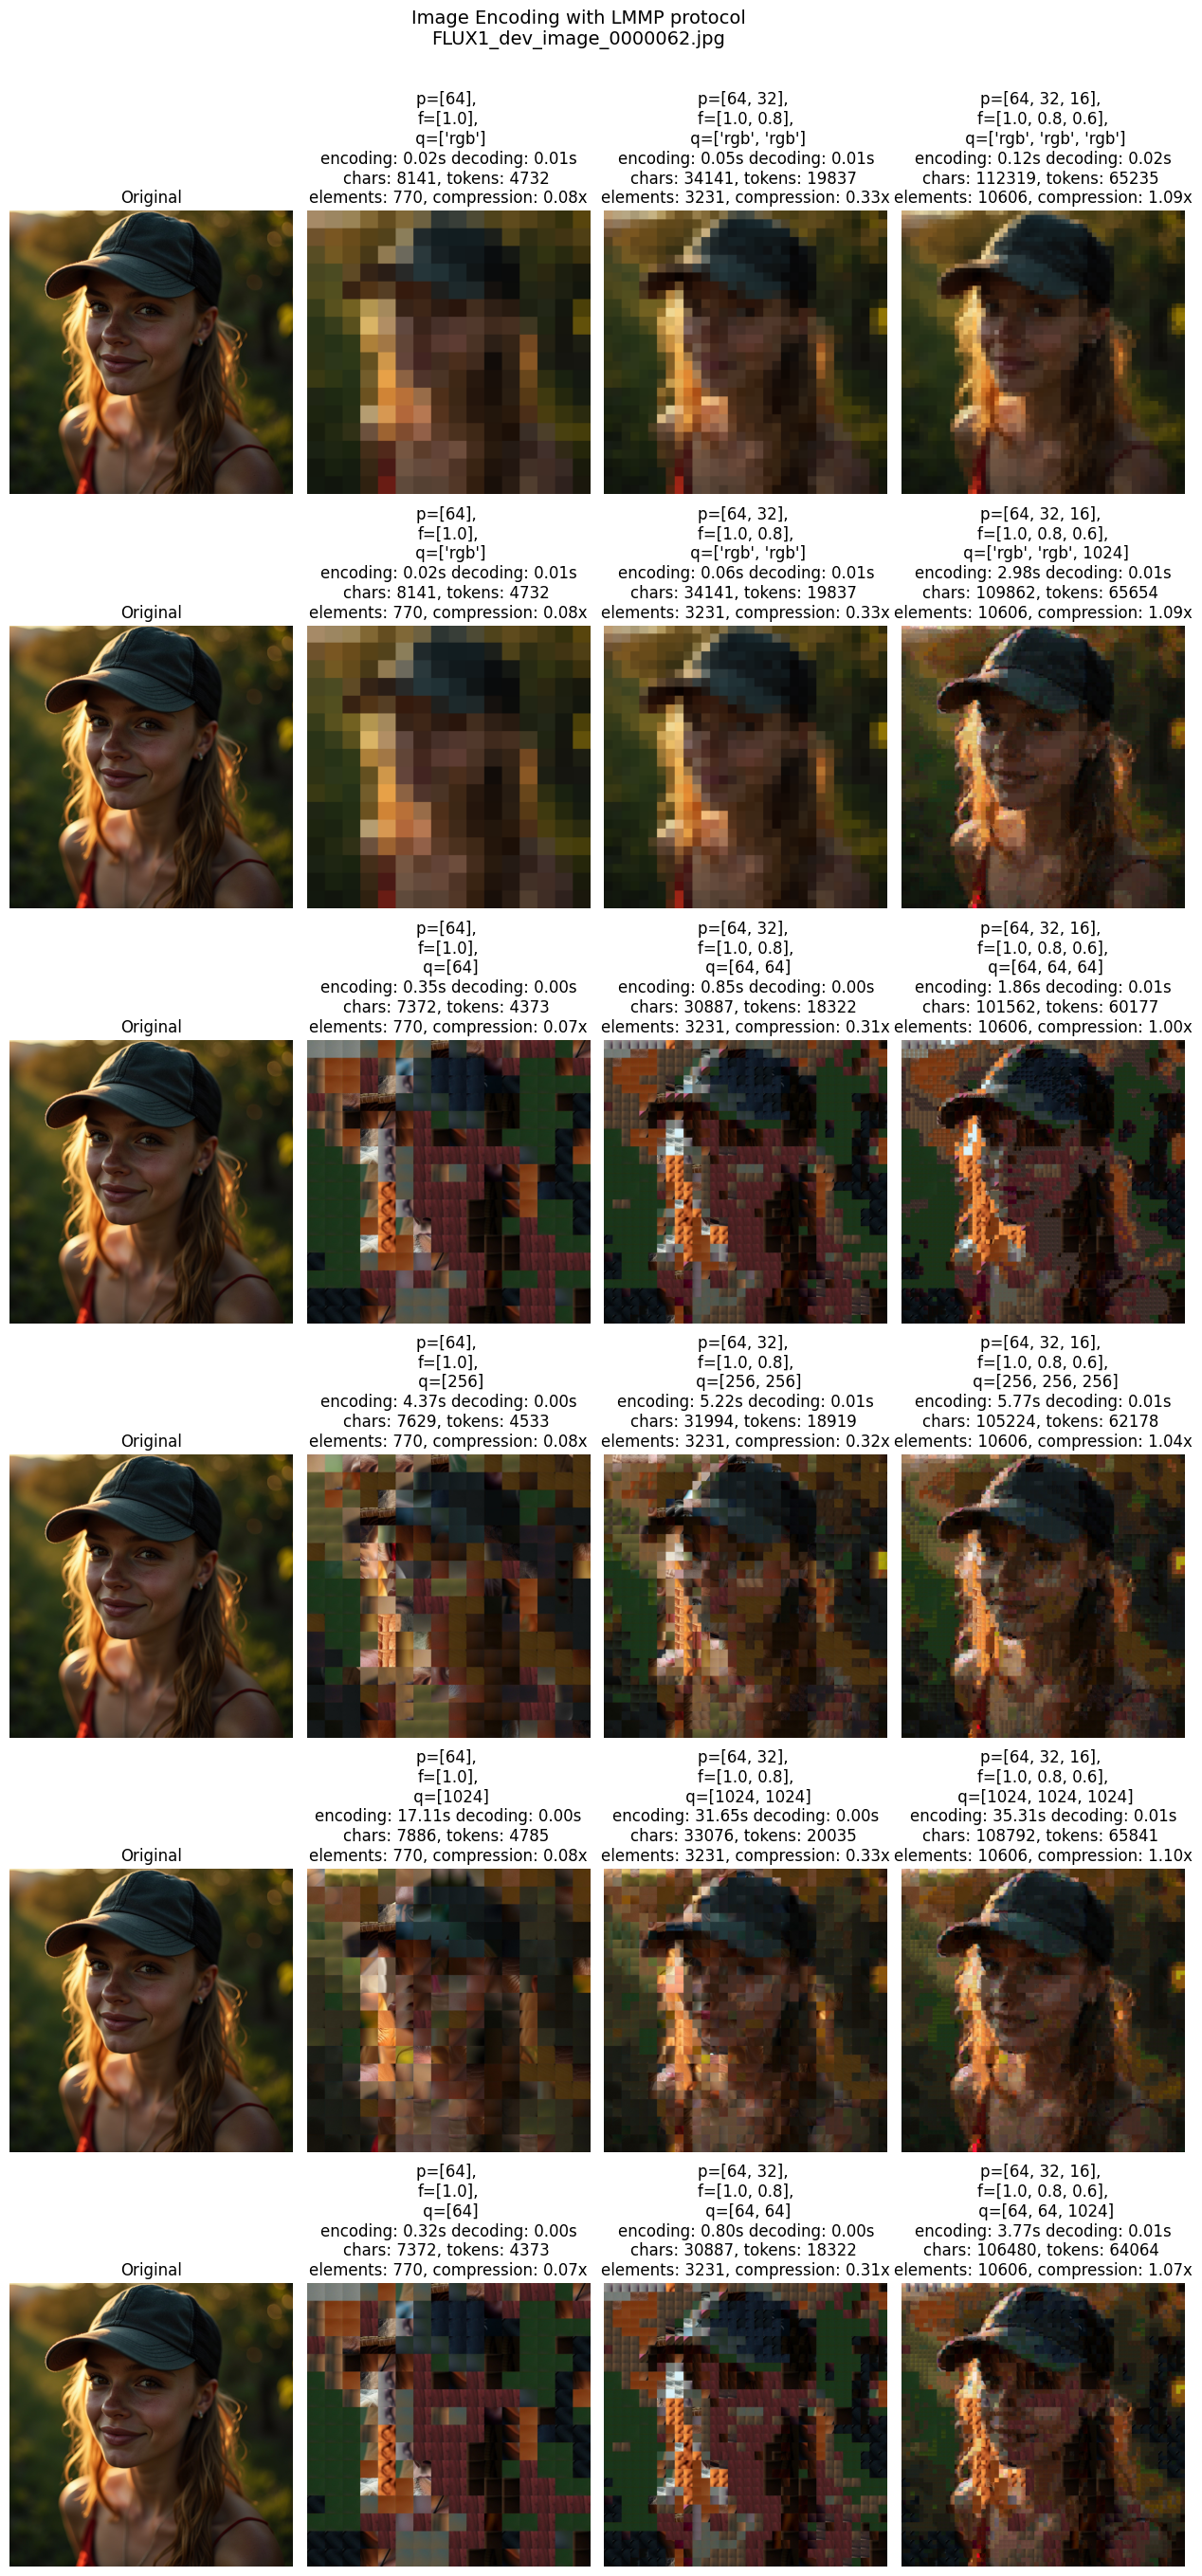 Image Encoding with LMMP protocol
FLUX1_dev_image_0000062.jpg
Original
p=[64],
f=[1.0],
q=['rgb']
encoding: 0.02s decoding: 0.01s
chars: 8141, tokens: 4732
elements: 770, compression: 0.08x
p=[64, 32],
f=[1.0, 0.8],
q=['rgb', 'rgb']
encoding: 0.05s decoding: 0.01s
chars: 34141, tokens: 19837
elements: 3231, compression: 0.33x
p=[64, 32, 16],
f=[1.0, 0.8, 0.6],
q=['rgb', 'rgb', 'rgb']
encoding: 0.12s decoding: 0.02s
chars: 112319, tokens: 65235
elements: 10606, compression: 1.09x
Original
p=[64],
f=[1.0],
q=['rgb']
encoding: 0.02s decoding: 0.01s
chars: 8141, tokens: 4732
elements: 770, compression: 0.08x
p=[64, 32],
f=[1.0, 0.8],
q=['rgb', 'rgb']
encoding: 0.06s decoding: 0.01s
chars: 34141, tokens: 19837
elements: 3231, compression: 0.33x
p=[64, 32, 16],
f=[1.0, 0.8, 0.6],
q=['rgb', 'rgb', 1024]
encoding: 2.98s decoding: 0.01s
chars: 109862, tokens: 65654
elements: 10606, compression: 1.09x
Original
p=[64],
f=[1.0],
q=[64]
encoding: 0.35s decoding: 0.00s
chars: 7372, tokens: 4373
elements: 770, compression: 0.07x
p=[64, 32],
f=[1.0, 0.8],
q=[64, 64]
encoding: 0.85s decoding: 0.00s
chars: 30887, tokens: 18322
elements: 3231, compression: 0.31x
p=[64, 32, 16],
f=[1.0, 0.8, 0.6],
q=[64, 64, 64]
encoding: 1.86s decoding: 0.01s
chars: 101562, tokens: 60177
elements: 10606, compression: 1.00x
Original
p=[64],
f=[1.0],
q=[256]
encoding: 4.37s decoding: 0.00s
chars: 7629, tokens: 4533
elements: 770, compression: 0.08x
p=[64, 32],
f=[1.0, 0.8],
q=[256, 256]
encoding: 5.22s decoding: 0.01s
chars: 31994, tokens: 18919
elements: 3231, compression: 0.32x
p=[64, 32, 16],
f=[1.0, 0.8, 0.6],
q=[256, 256, 256]
encoding: 5.77s decoding: 0.01s
chars: 105224, tokens: 62178
elements: 10606, compression: 1.04x
Original
p=[64],
f=[1.0],
q=[1024]
encoding: 17.11s decoding: 0.00s
chars: 7886, tokens: 4785
elements: 770, compression: 0.08x
p=[64, 32],
f=[1.0, 0.8],
q=[1024, 1024]
encoding: 31.65s decoding: 0.00s
chars: 33076, tokens: 20035
elements: 3231, compression: 0.33x
p=[64, 32, 16],
f=[1.0, 0.8, 0.6],
q=[1024, 1024, 1024]
encoding: 35.31s decoding: 0.01s
chars: 108792, tokens: 65841
elements: 10606, compression: 1.10x
Original
p=[64],
f=[1.0],
q=[64]
encoding: 0.32s decoding: 0.00s
chars: 7372, tokens: 4373
elements: 770, compression: 0.07x
p=[64, 32],
f=[1.0, 0.8],
q=[64, 64]
encoding: 0.80s decoding: 0.00s
chars: 30887, tokens: 18322
elements: 3231, compression: 0.31x
p=[64, 32, 16],
f=[1.0, 0.8, 0.6],
q=[64, 64, 1024]
encoding: 3.77s decoding: 0.01s
chars: 106480, tokens: 64064
elements: 10606, compression: 1.07x